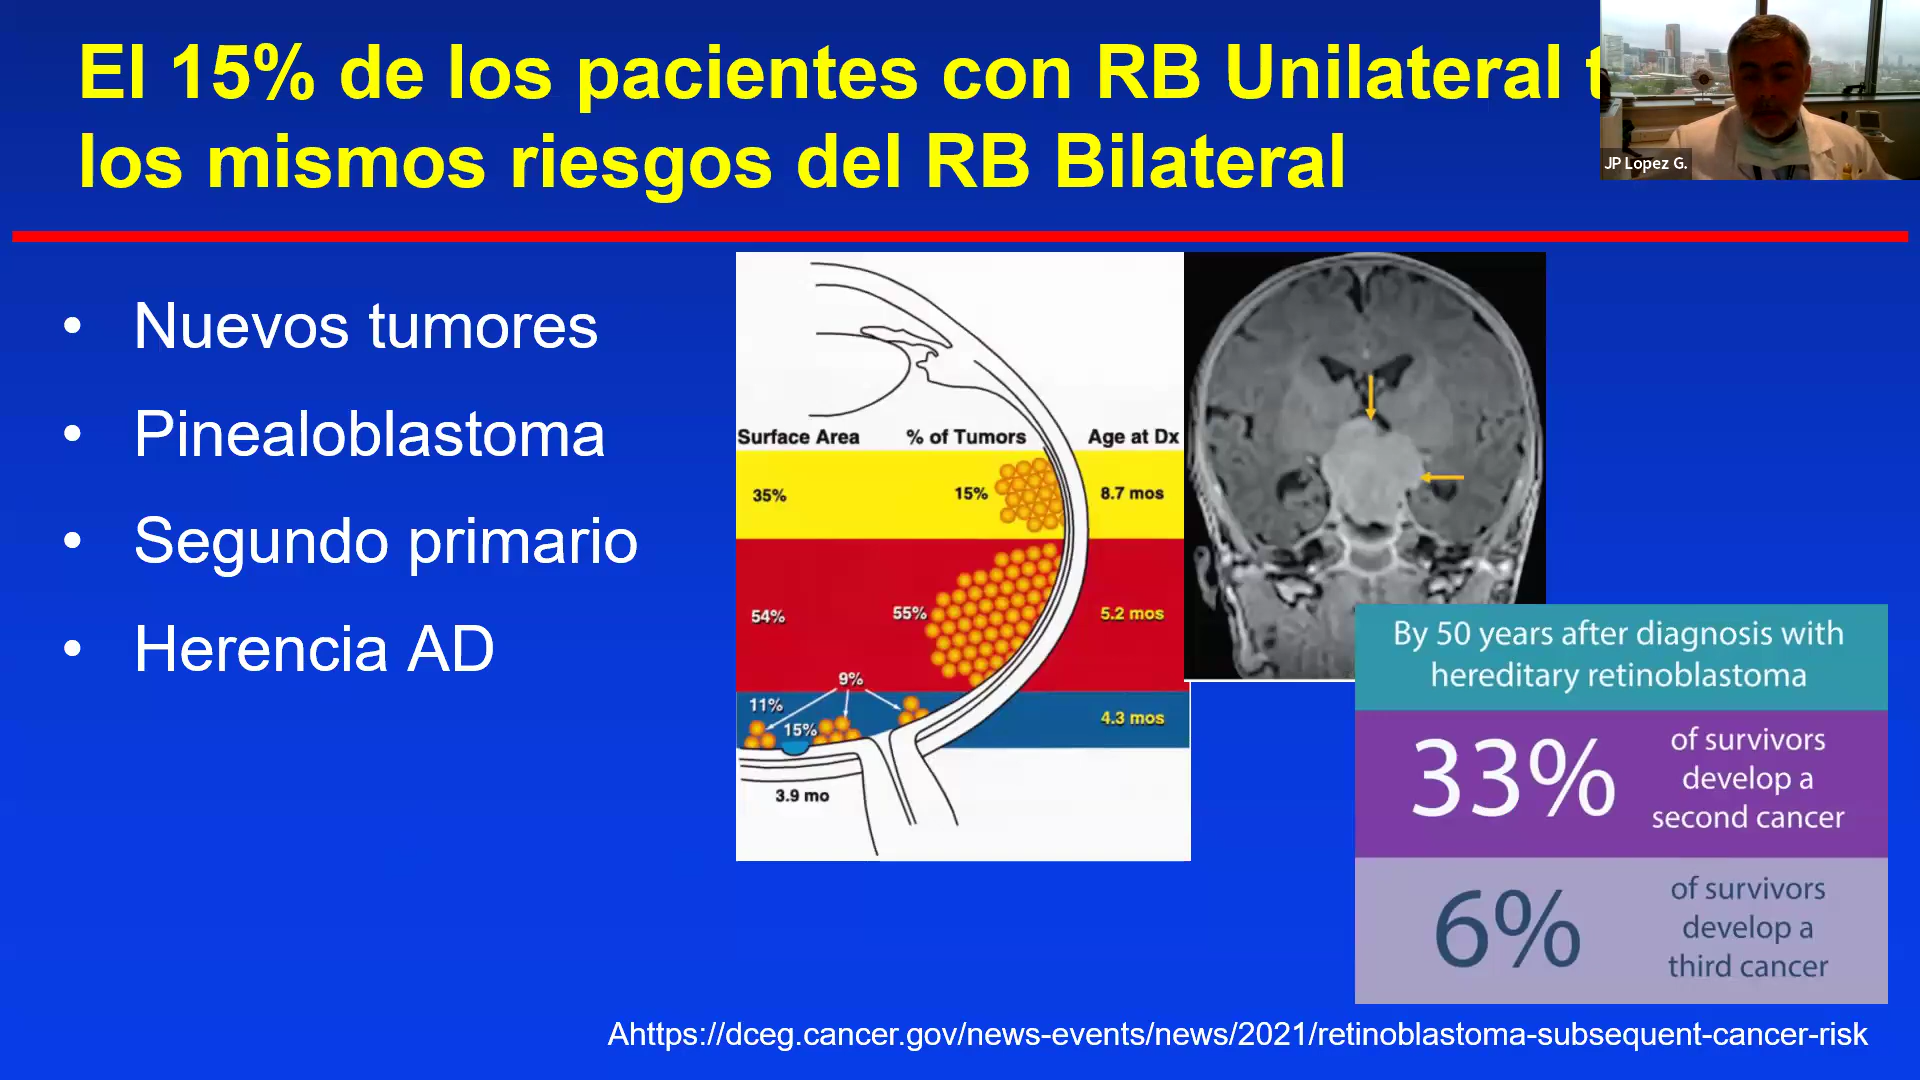 El 15% de los pacientes con RB Unilateral
los mismos riesgos del RB Bilateral
JP Lopez G.
• Nuevos tumores
• Pinealoblastoma
• Segundo primario
• Herencia AD
Surface Area % of Tumors Age at Dx
35% 15% 8.7 mos
54% 55% 5.2 mos
9%
11% 15% 4.3 mos
3.9 mo
By 50 years after diagnosis with
hereditary retinoblastoma
33%
of survivors
develop a
second cancer
6%
of survivors
develop a
third cancer
Ahttps://dceg.cancer.gov/news-events/news/2021/retinoblastoma-subsequent-cancer-risk